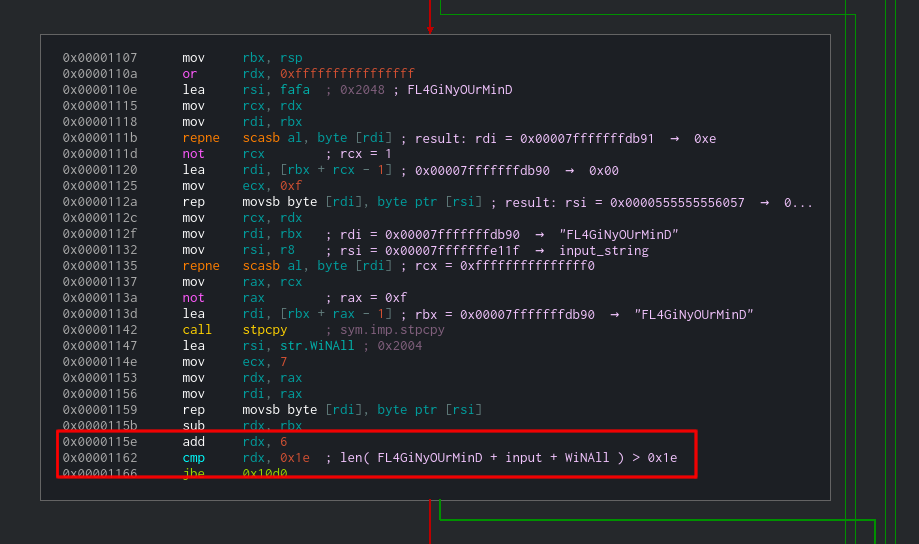 0x00001107 mov rbx, rsp
0x0000110a or rdx, 0xffffffffffffffff
0x0000110e lea rsi, fafa ; 0x2048 ; FL4GiNyOUrMinD
0x00001115 mov rcx, rdx
0x00001118 mov rdi, rbx
0x0000111b repne scasb al, byte [rdi] ; result: rdi = 0x00007fffffffdb91 → 0xe
0x0000111d not rcx ; rcx = 1
0x00001120 lea rdi, [rbx + rcx - 1] ; 0x00007fffffffdb90 → 0x00
0x00001125 mov ecx, 0xf
0x0000112a rep movsb byte [rdi], byte ptr [rsi] ; result: rsi = 0x0000555555556057 → 0...
0x0000112c mov rcx, rdx
0x0000112f mov rdi, rbx ; rdi = 0x00007fffffffdb90 → "FL4GiNyOUrMinD"
0x00001132 mov rsi, r8 ; rsi = 0x00007fffffffe11f → input_string
0x00001135 repne scasb al, byte [rdi] ; rcx = 0xfffffffffffffff0
0x00001137 mov rax, rcx
0x0000113a not rax ; rax = 0xf
0x0000113d lea rdi, [rbx + rax - 1] ; rbx = 0x00007fffffffdb90 → "FL4GiNyOUrMinD"
0x00001142 call stpcpy ; sym.imp.stpcpy
0x00001147 lea rsi, str.WiNAll ; 0x2004
0x0000114e mov ecx, 7
0x00001153 mov rdx, rax
0x00001156 mov rdi, rax
0x00001159 rep movsb byte [rdi], byte ptr [rsi]
0x0000115b sub rdx, rbx
0x0000115e add rdx, 6
0x00001162 cmp rdx, 0x1e ; len( FL4GiNyOUrMinD + input + WiNAll ) > 0x1e
0x00001166 jbe 0x10d0